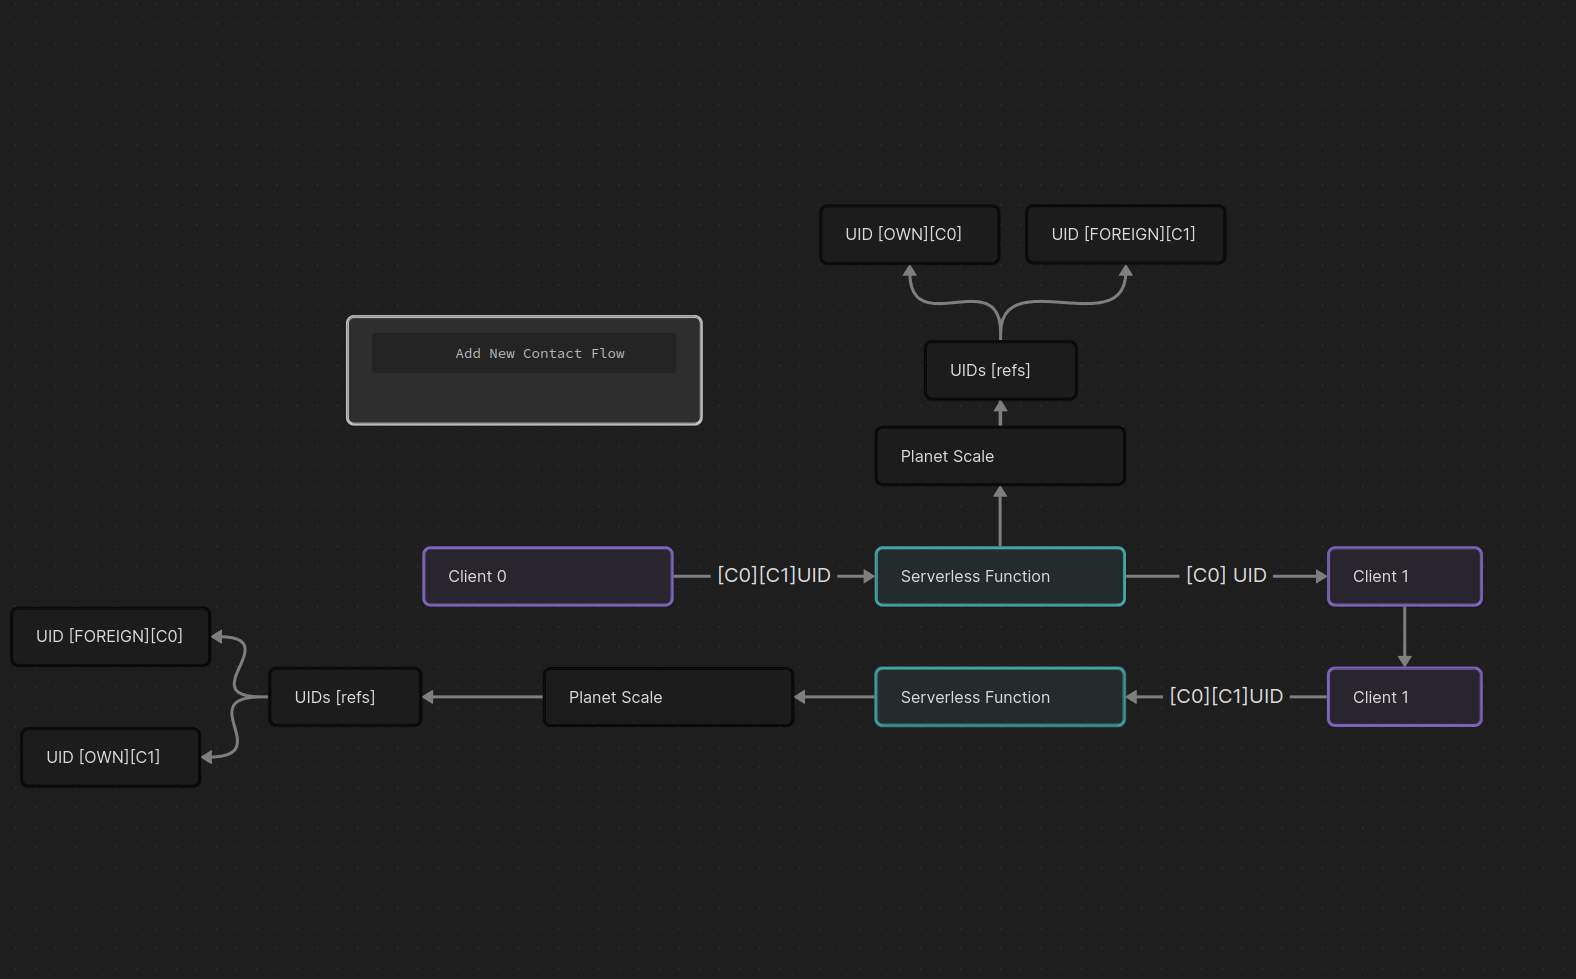 UID [OWN][C0]
UID [FOREIGN][C1]
Add New Contact Flow
UIDs [refs]
Planet Scale
Client 0
[C0][C1]UID
Serverless Function
[C0] UID
Client 1
UID [FOREIGN][C0]
UIDs [refs]
Planet Scale
Serverless Function
[C0][C1]UID
Client 1
UID [OWN][C1]